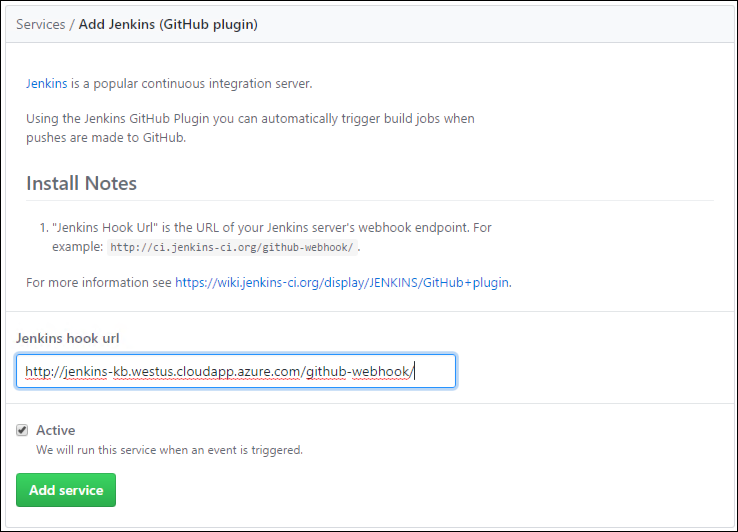 Services / Add Jenkins (GitHub plugin)
Jenkins is a popular continuous integration server.
Using the Jenkins GitHub Plugin you can automatically trigger build jobs when
pushes are made to GitHub.
Install Notes
1. "Jenkins Hook Url" is the URL of your Jenkins server's webhook endpoint. For
example: http://ci.jenkins-ci.org/github-webhook/ .
For more information see https://wiki.jenkins-ci.org/display/JENKINS/GitHub+plugin.
Jenkins hook url
http://jenkins-kb.westus.cloudapp.azure.com/github-webhook/
Active
We will run this service when an event is triggered.
Add service